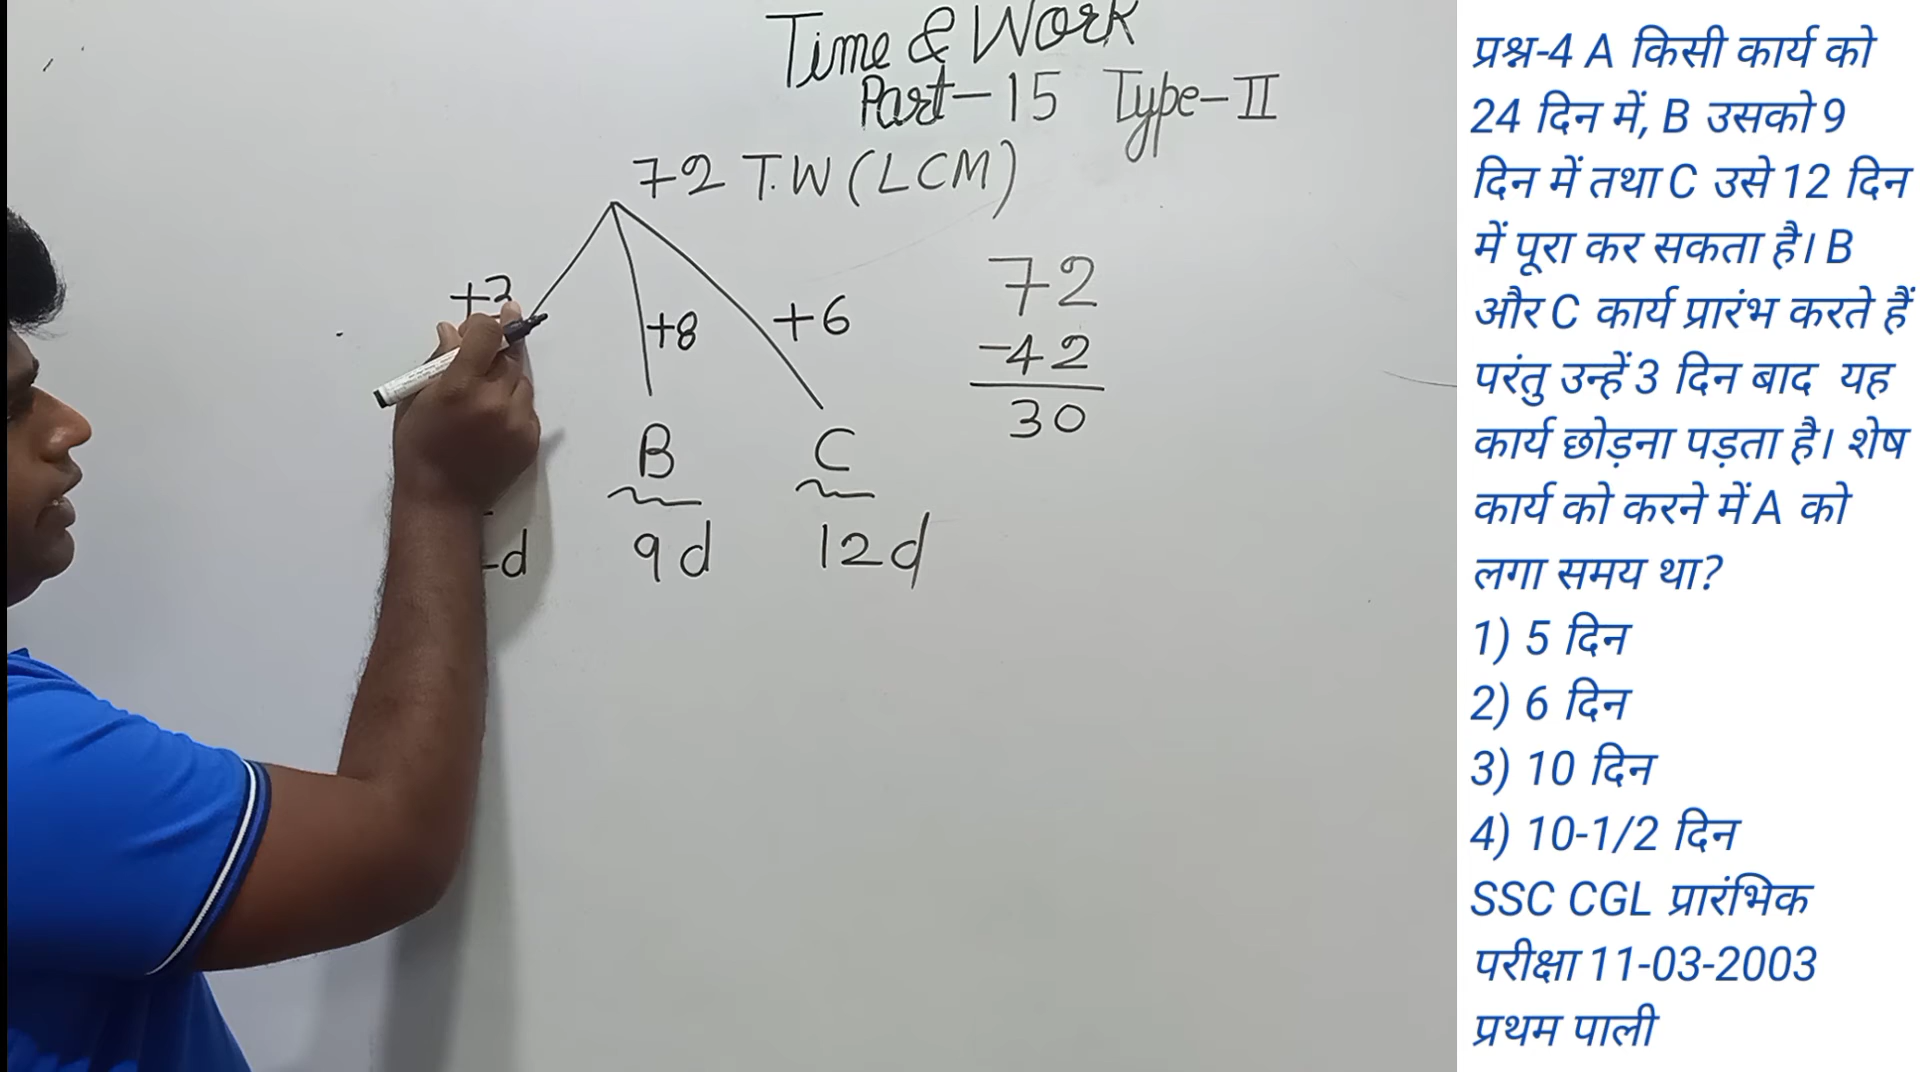 Time & Work
Part-15 Type-II
72 T.W (LCM)
+3
+8
+6
72
-42
30
B
C
9d
12d
प्रश्न-4 A किसी कार्य को
24 दिन में, B उसको 9
दिन में तथा C उसे 12 दिन
में पूरा कर सकता है। B
और C कार्य प्रारंभ करते हैं
परंतु उन्हें 3 दिन बाद यह
कार्य छोड़ना पड़ता है। शेष
कार्य को करने में A को
लगा समय था?
1) 5 दिन
2) 6 दिन
3) 10 दिन
4) 10-1/2 दिन
SSC CGL प्रारंभिक
परीक्षा 11-03-2003
प्रथम पाली